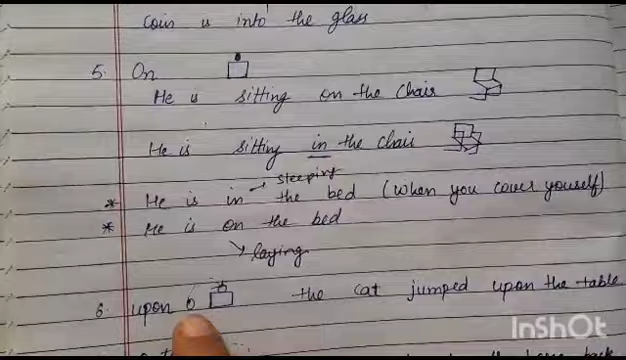 coin is into the glass
5. On
He is sitting on the chair
He is sitting in the chair
sleeping
* He is in the bed (when you cover yourself)
* He is on the bed
laying
6. upon the cat jumped upon the table
InShOt